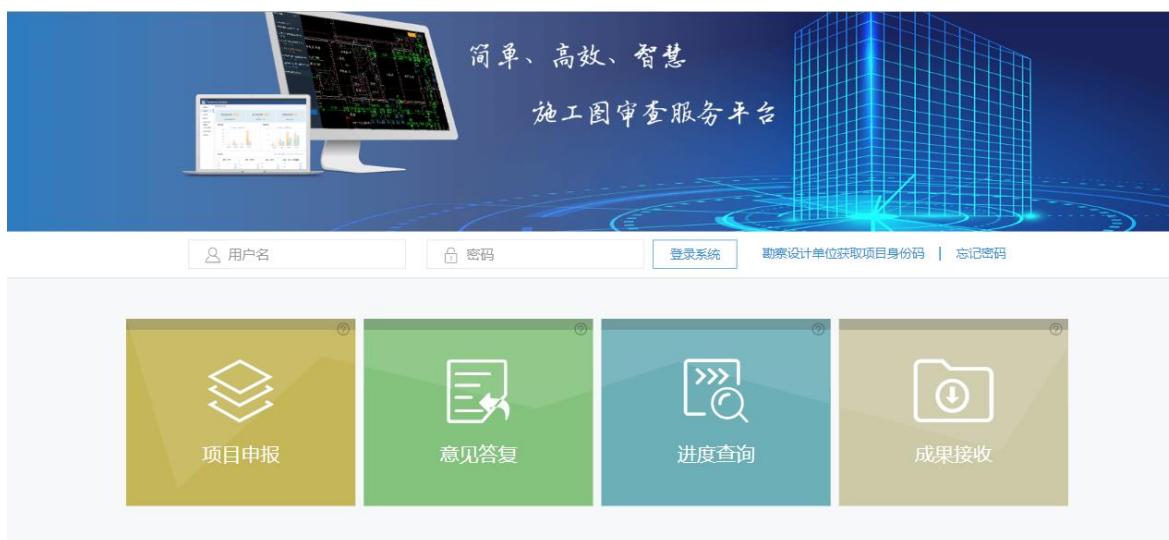 简单、高效、智慧
施工图审查服务平台
用户名
密码
登录系统
勘察设计单位获取项目身份码 | 忘记密码
项目申报
意见答复
进度查询
成果接收